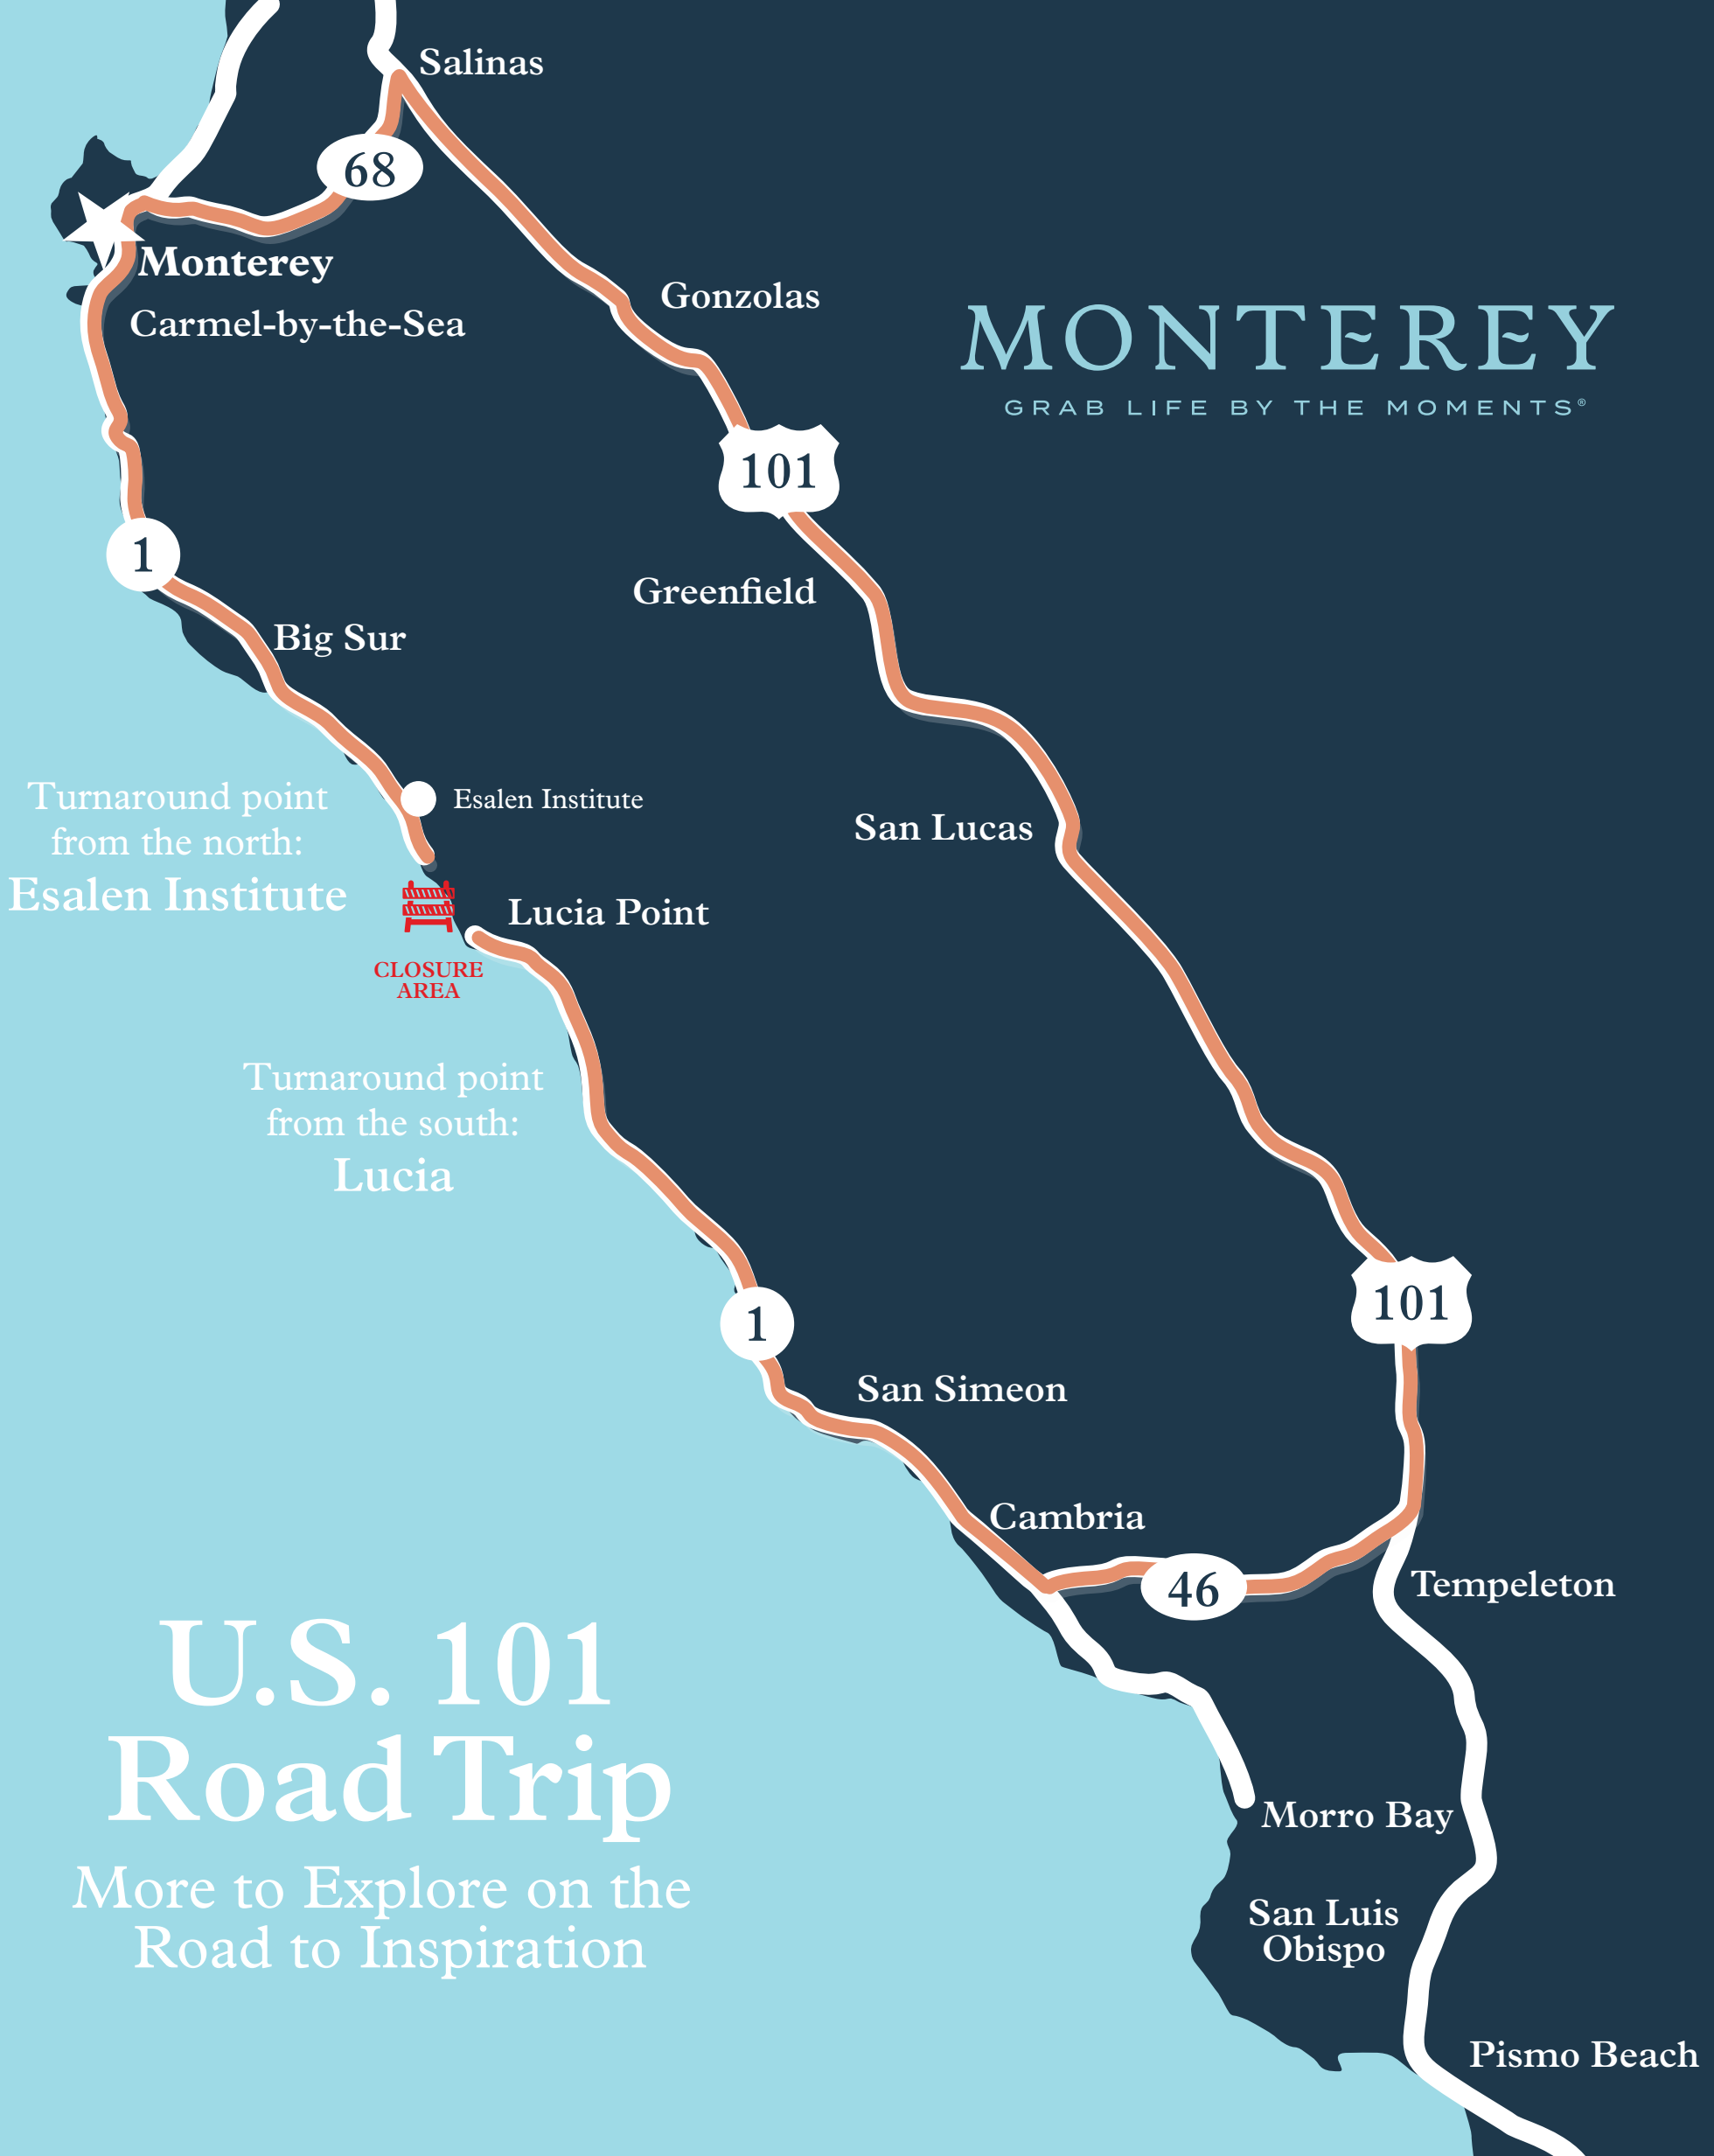 Salinas
68
Monterey
Carmel-by-the-Sea
Gonzolas
MONTEREY
GRAB LIFE BY THE MOMENTS®
101
1
Greenfield
Big Sur
Turnaround point
from the north:
Esalen Institute
Esalen Institute
San Lucas
Lucia Point
CLOSURE
AREA
Turnaround point
from the south:
Lucia
101
1
San Simeon
Cambria
46
Tempeleton
U.S. 101
Road Trip
More to Explore on the
Road to Inspiration
Morro Bay
San Luis
Obispo
Pismo Beach